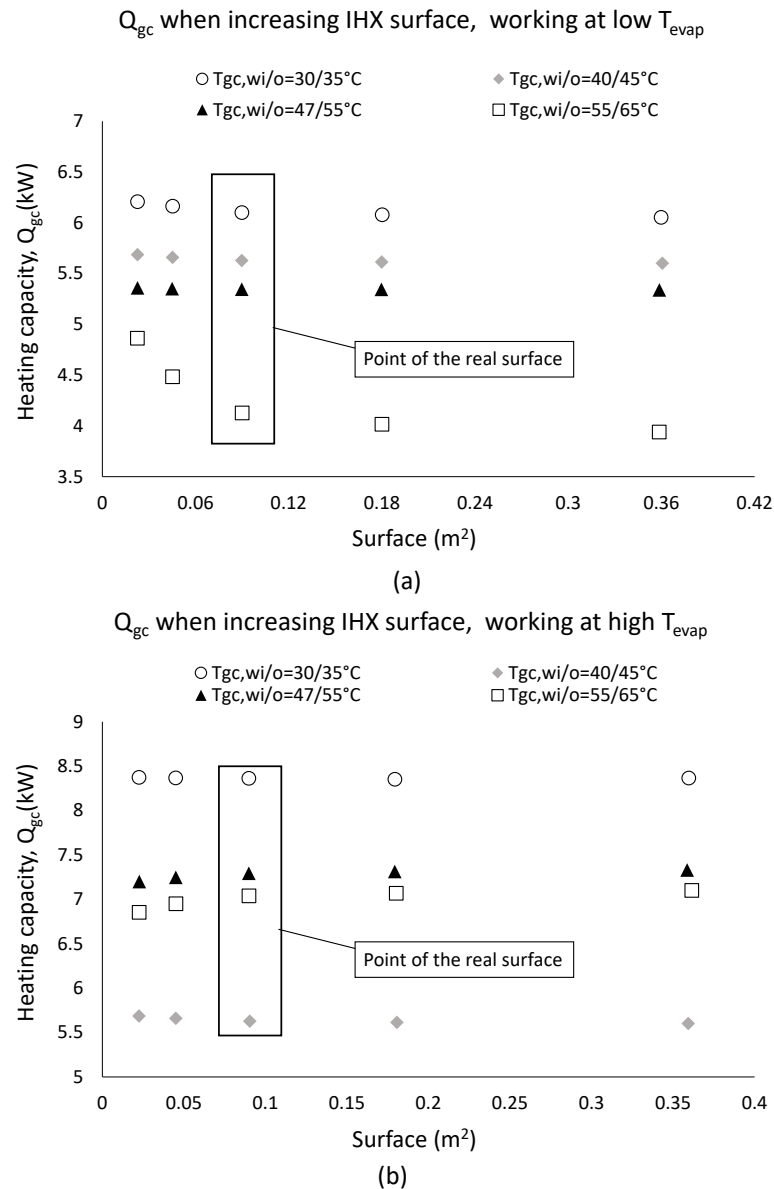 Qgc when increasing IHX surface, working at low Tevap
Tgc,wi/o=30/35°C
Tgc,wi/o=40/45°C
Tgc,wi/o=47/55°C
Tgc,wi/o=55/65°C
Heating capacity, Qgc(kW)
7
6.5
6
5.5
5
4.5
4
3.5
Point of the real surface
0 0.06 0.12 0.18 0.24 0.3 0.36 0.42
Surface (m²)
(a)
Qgc when increasing IHX surface, working at high Tevap
Tgc,wi/o=30/35°C
Tgc,wi/o=40/45°C
Tgc,wi/o=47/55°C
Tgc,wi/o=55/65°C
Heating capacity, Qgc(kW)
9
8.5
8
7.5
7
6.5
6
5.5
5
Point of the real surface
0 0.05 0.1 0.15 0.2 0.25 0.3 0.35 0.4
Surface (m²)
(b)